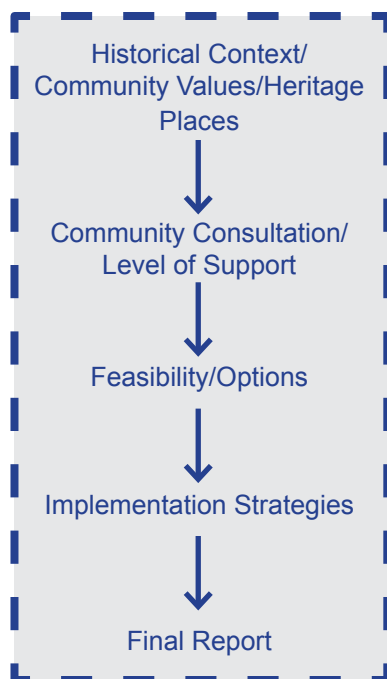 Historical Context/
Community Values/Heritage
Places
Community Consultation/
Level of Support
Feasibility/Options
Implementation Strategies
Final Report